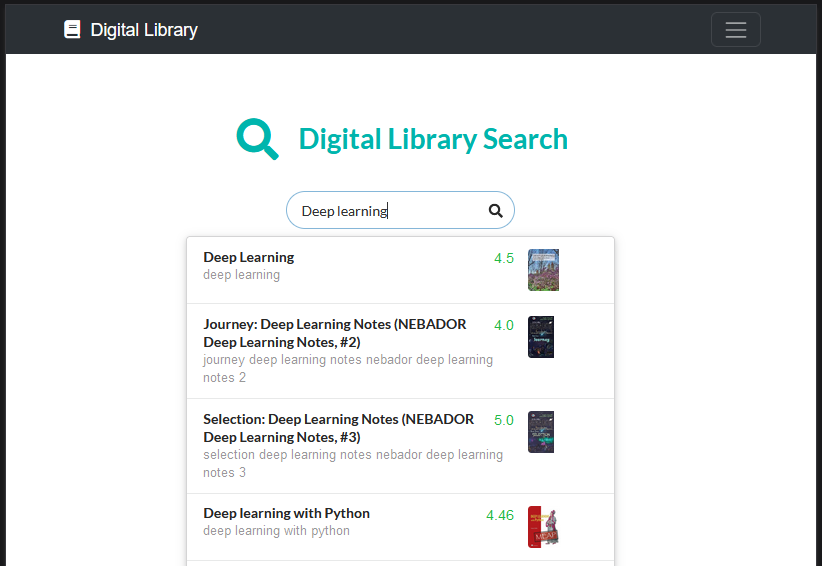 Digital Library
Digital Library Search
Deep learning
Deep Learning
4.5
deep learning
Journey: Deep Learning Notes (NEBADOR
Deep Learning Notes, #2)
4.0
journey deep learning notes nebador deep learning
notes 2
learning
Selection: Deep Learning Notes (NEBADOR
Deep Learning Notes, #3)
5.0
selection deep learning notes nebador deep learning
notes 3
Deep learning with Python
4.46
deep learning with python